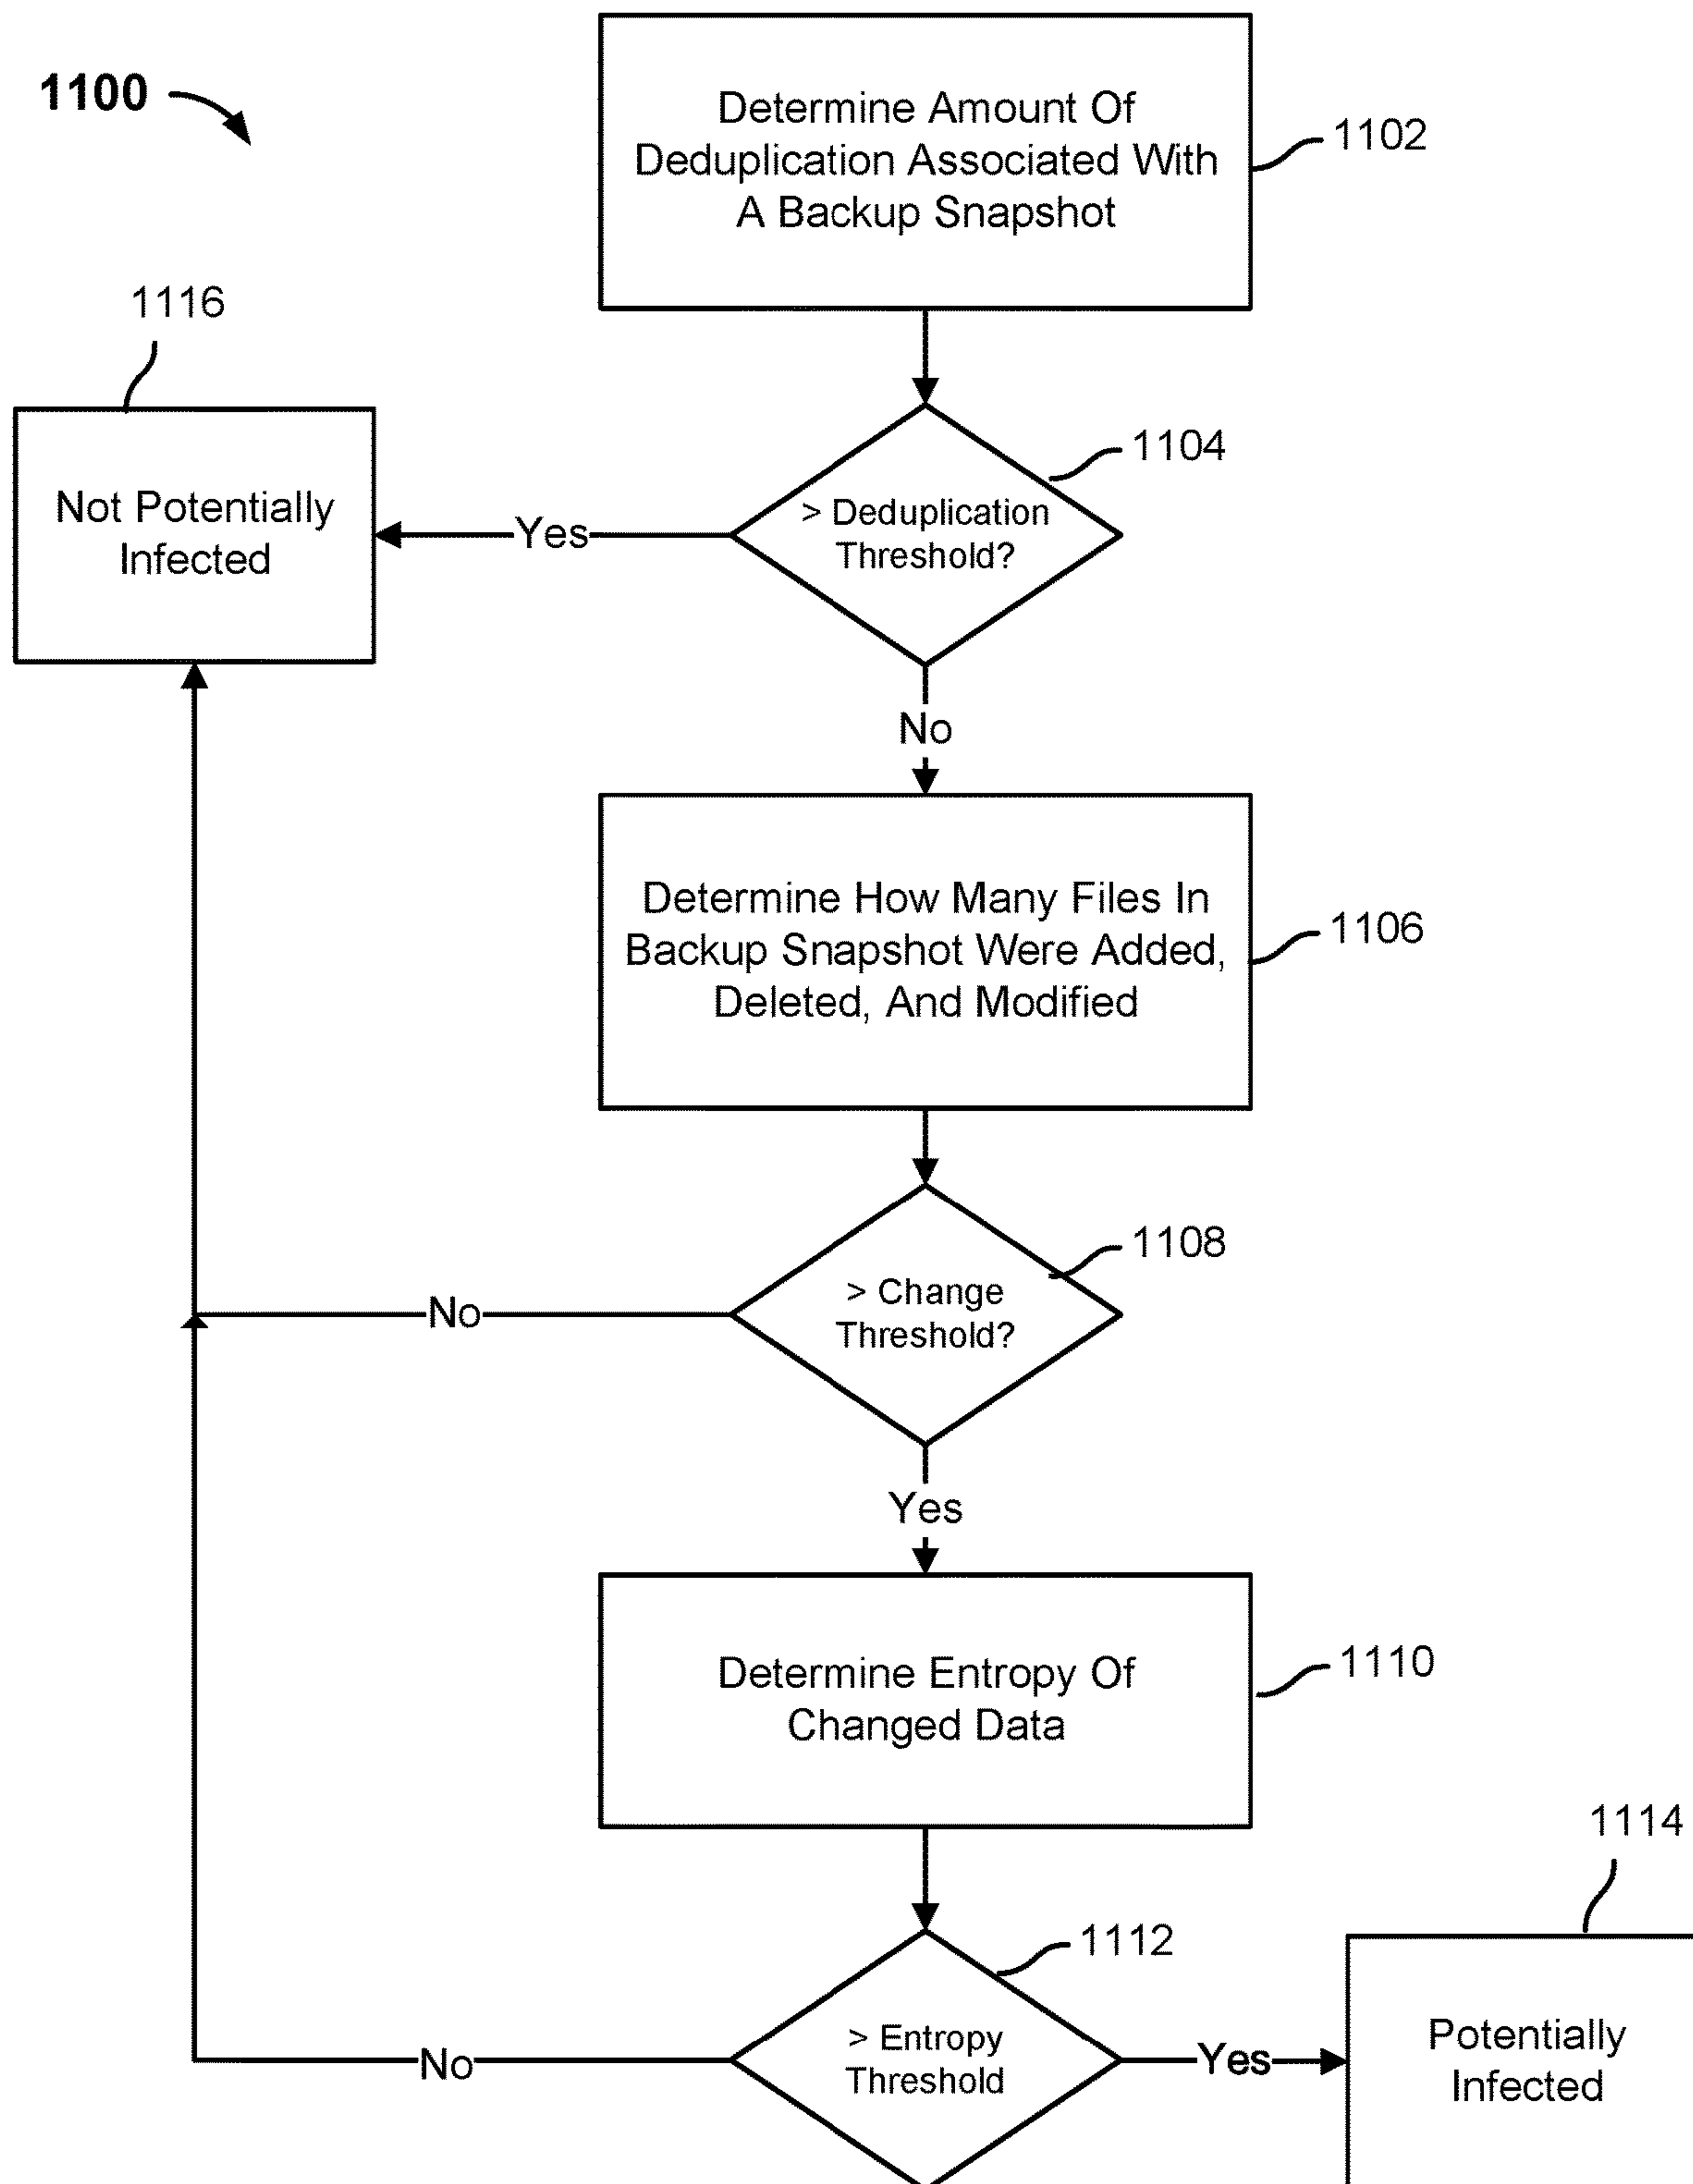 1100
Determine Amount Of
Deduplication Associated With
A Backup Snapshot
1102
1116
Not Potentially
Infected
Yes
> Deduplication
Threshold?
1104
No
Determine How Many Files In
Backup Snapshot Were Added,
Deleted, And Modified
1106
> Change
Threshold?
1108
No
Yes
Determine Entropy Of
Changed Data
1110
1114
1112
> Entropy
Threshold
No
Yes
Potentially
Infected